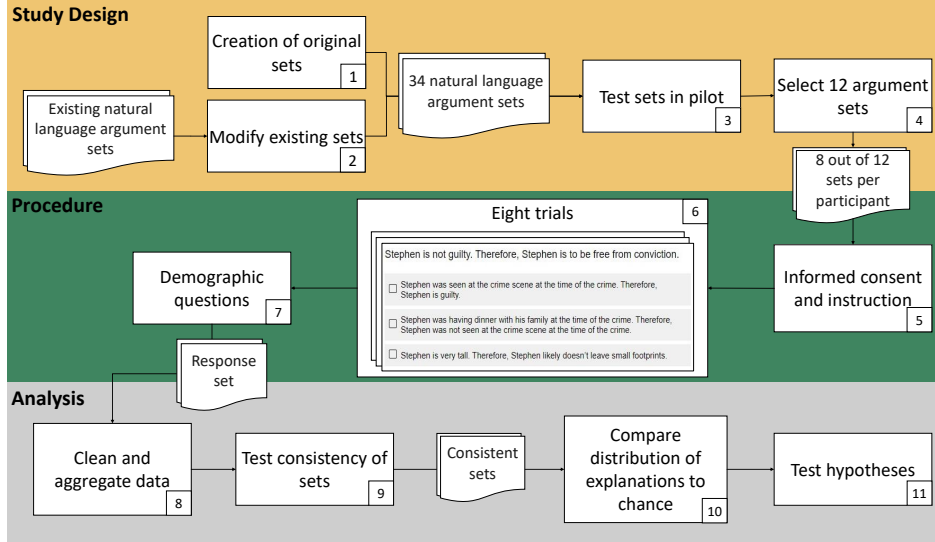 Study Design
Creation of original
sets
1
Existing natural
language argument
sets
Modify existing sets
2
34 natural language
argument sets
Test sets in pilot
3
Select 12 argument
sets
4
8 out of 12
sets per
participant
Procedure
Informed consent
and instruction
5
Eight trials
6
Stephen is not guilty. Therefore, Stephen is to be free from conviction.
Stephen was seen at the crime scene at the time of the crime. Therefore,
Stephen is guilty.
Stephen was having dinner with his family at the time of the crime. Therefore,
Stephen was not seen at the crime scene at the time of the crime.
Stephen is very tall. Therefore, Stephen likely doesn't leave small footprints.
Demographic
questions
7
Response
set
Analysis
Clean and
aggregate data
8
Test consistency of
sets
9
Consistent
sets
Compare
distribution of
explanations to
chance
10
Test hypotheses
11